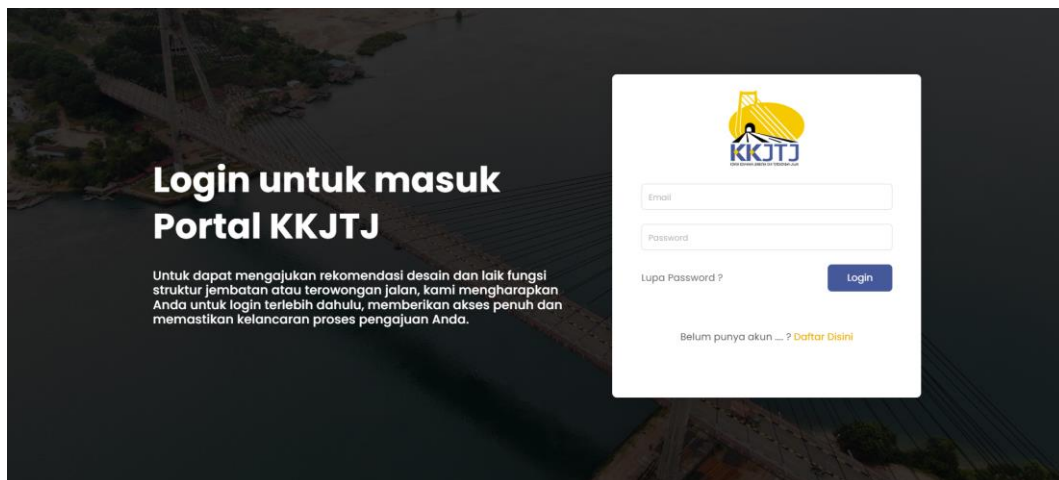 Login untuk masuk
Portal KKJTJ
Untuk dapat mengajukan rekomendasi desain dan laik fungsi
struktur jembatan atau terowongan jalan, kami mengharapkan
Anda untuk login terlebih dahulu, memberikan akses penuh dan
memastikan kelancaran proses pengajuan Anda.
KKJTJ
Email
Password
Lupa Password ?
Login
Belum punya akun .... ? Daftar Disini